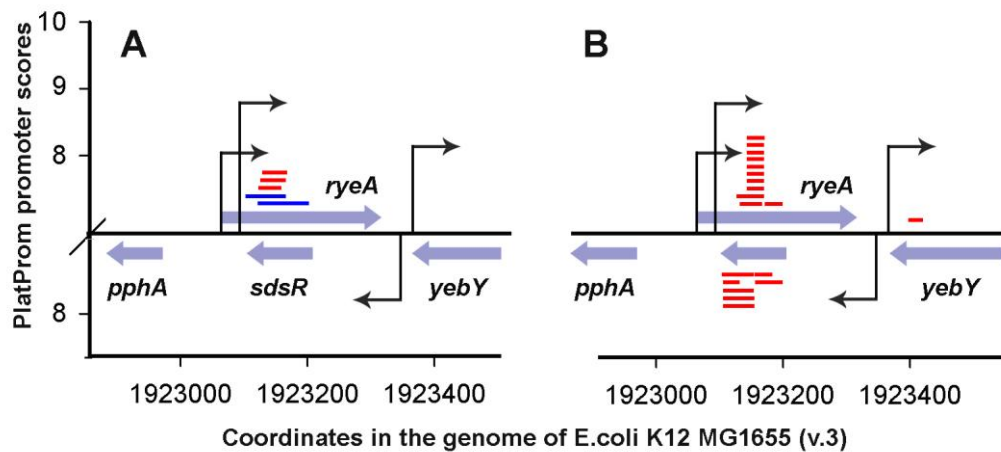 PlatProm promoter scores
10
9
8
8
A
ryeA
pphA
sdsR
yebY
1923000
1923200
1923400
B
ryeA
pphA
sdsR
yebY
1923000
1923200
1923400
Coordinates in the genome of E.coli K12 MG1655 (v.3)